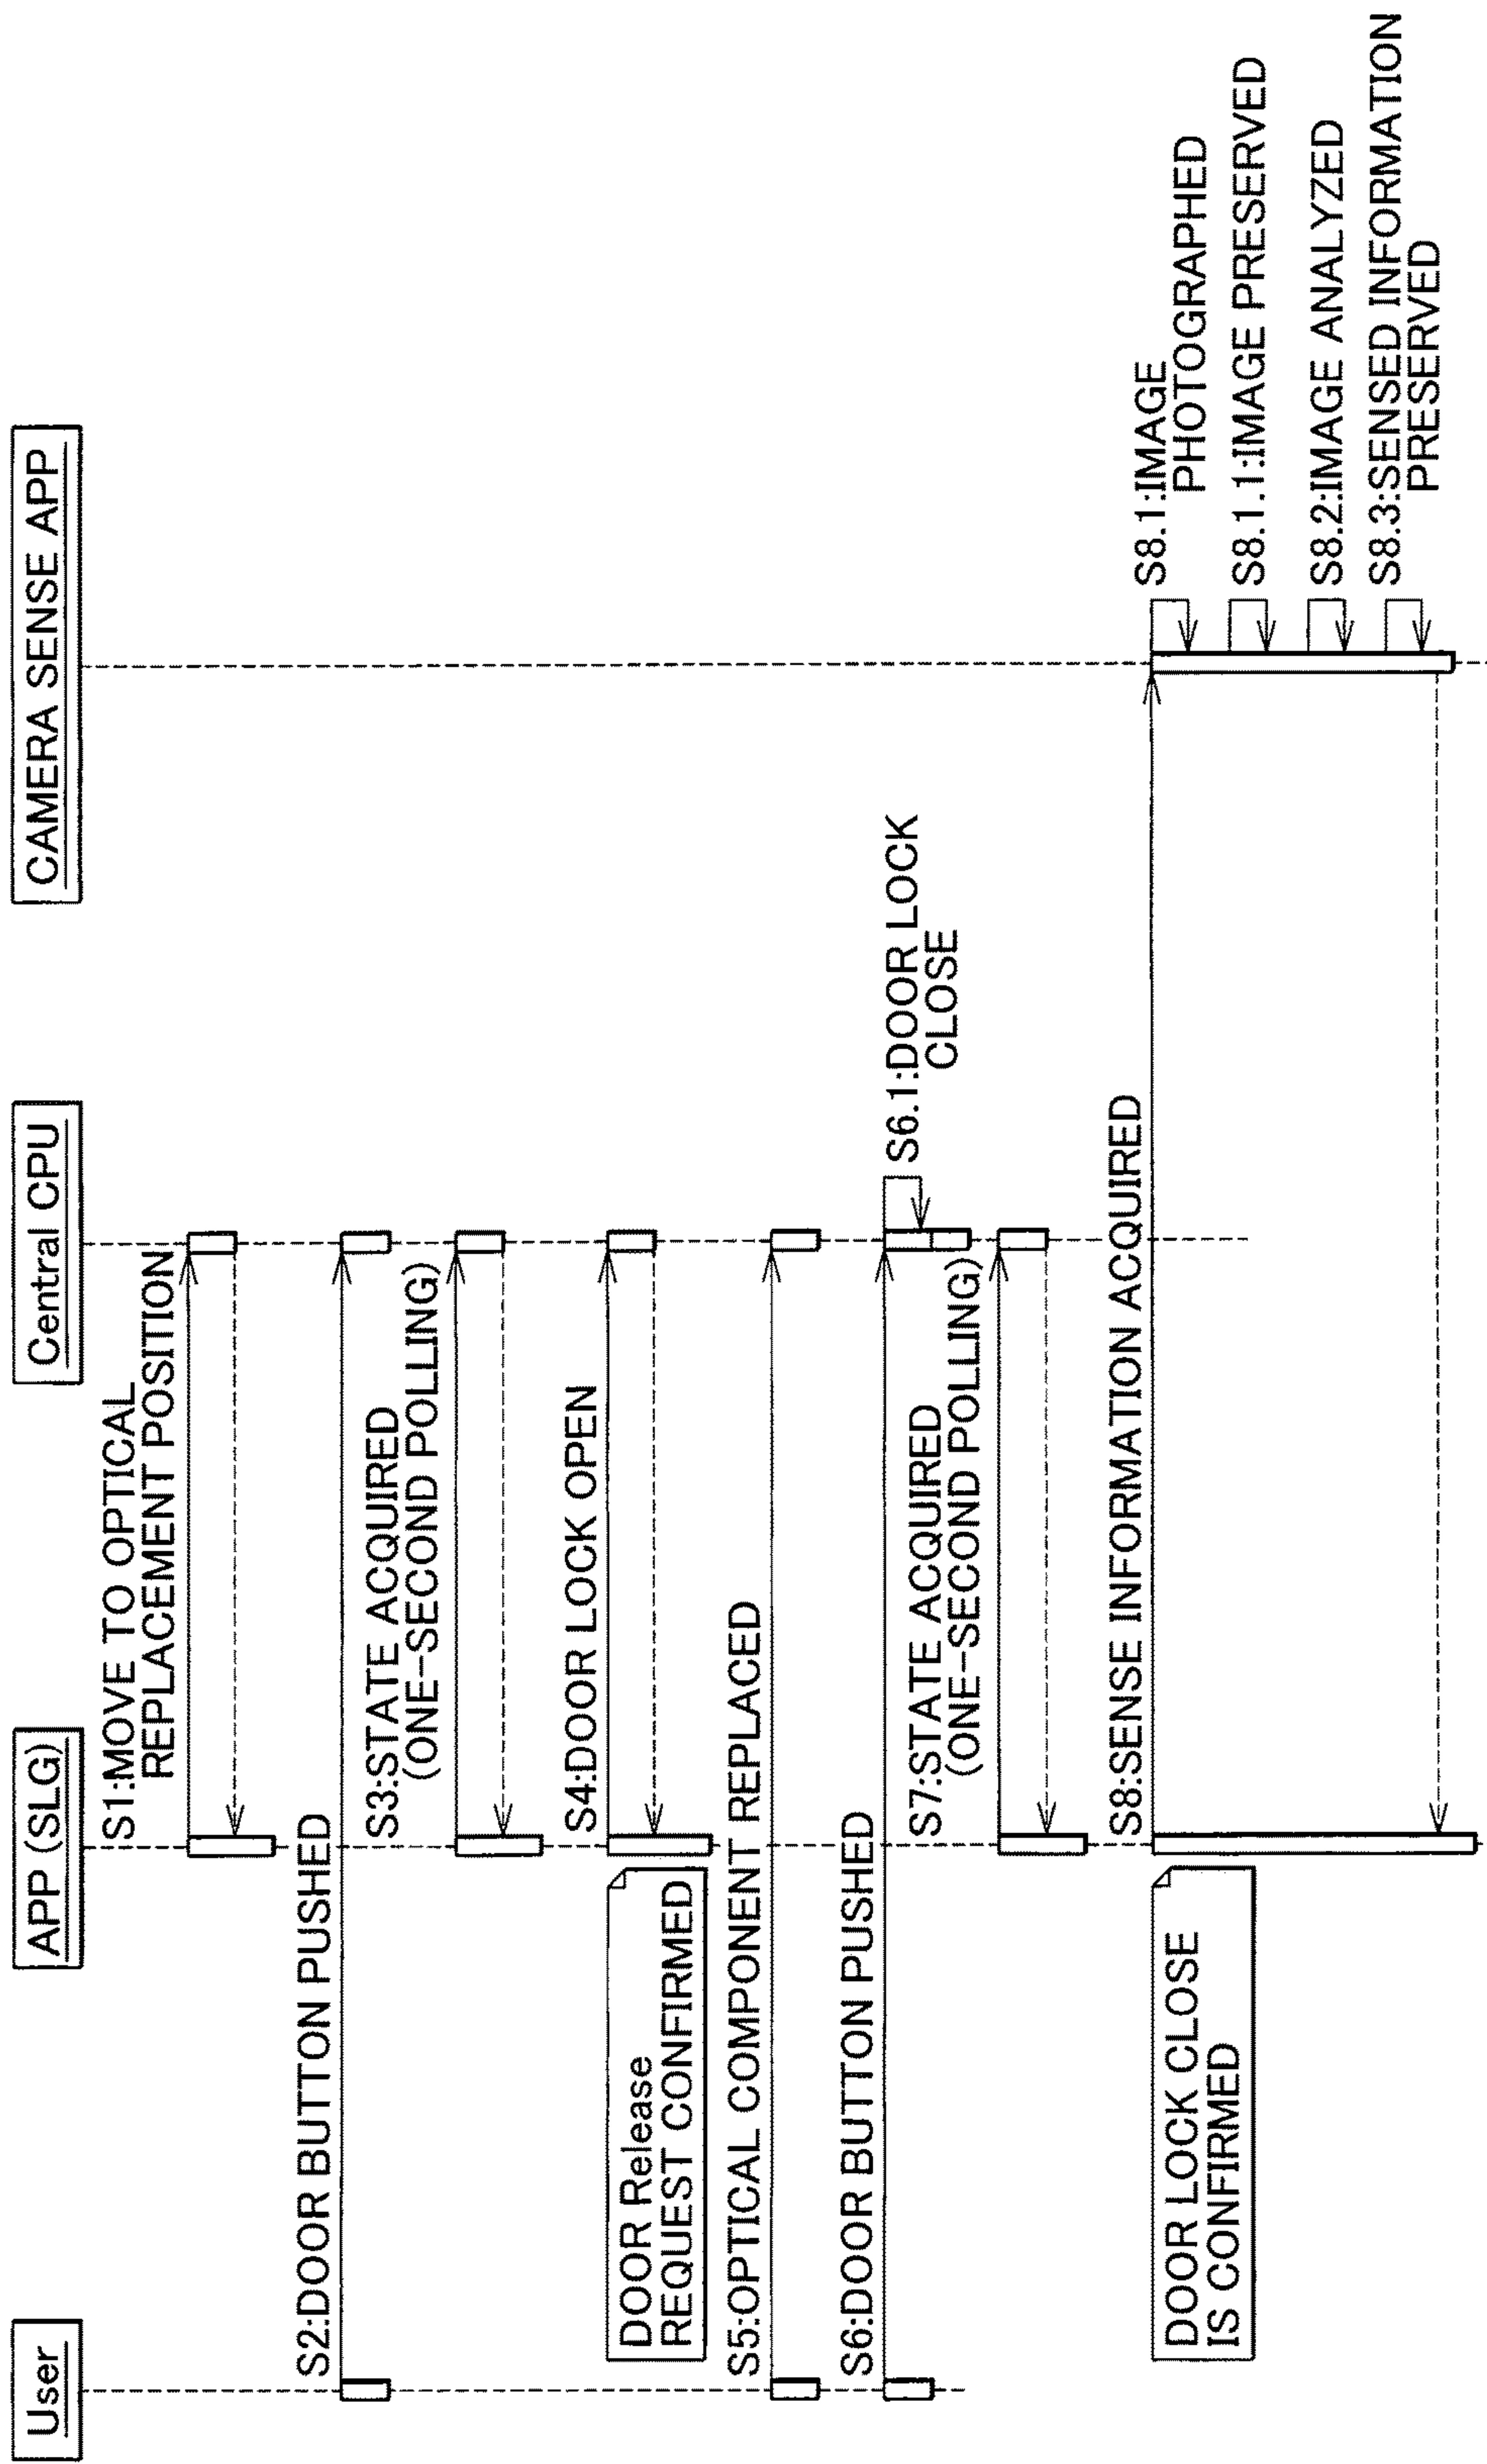 User
APP (SLG)
Central CPU
CAMERA SENSE APP
S1:MOVE TO OPTICAL
REPLACEMENT POSITION
S2:DOOR BUTTON PUSHED
S3:STATE ACQUIRED
(ONE-SECOND POLLING)
S4:DOOR LOCK OPEN
DOOR Release
REQUEST CONFIRMED
S5:OPTICAL COMPONENT REPLACED
S6:DOOR BUTTON PUSHED
S6.1:DOOR LOCK
CLOSE
S7:STATE ACQUIRED
(ONE-SECOND POLLING)
S8:SENSE INFORMATION ACQUIRED
DOOR LOCK CLOSE
IS CONFIRMED
S8.1:IMAGE
PHOTOGRAPHED
S8.1.1:IMAGE PRESERVED
S8.2:IMAGE ANALYZED
S8.3:SENSED INFORMATION
PRESERVED